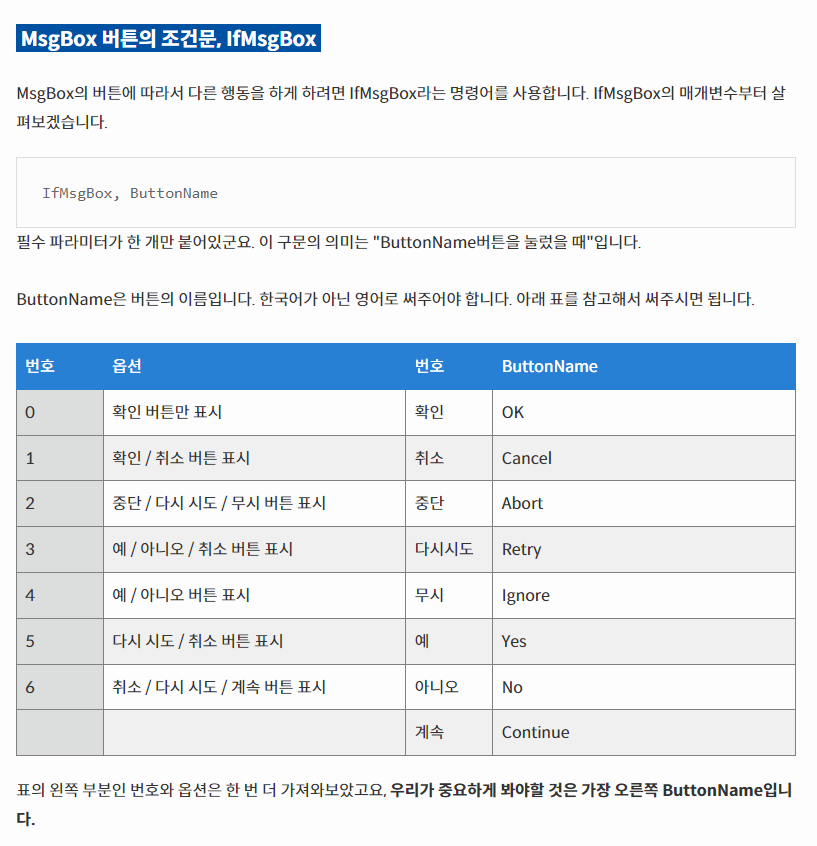 MsgBox 버튼의 조건문, IfMsgBox
MsgBox의 버튼에 따라서 다른 행동을 하게 하려면 IfMsgBox라는 명령어를 사용합니다. IfMsgBox의 매개변수부터 살
펴보겠습니다.
IfMsgBox, ButtonName
필수 파라미터가 한 개만 붙어있군요. 이 구문의 의미는 "ButtonName버튼을 눌렀을 때"입니다.
ButtonName은 버튼의 이름입니다. 한국어가 아닌 영어로 써주어야 합니다. 아래 표를 참고해서 써주시면 됩니다.
번호 옵션 번호 ButtonName
0 확인 버튼만 표시 확인 OK
1 확인 / 취소 버튼 표시 취소 Cancel
2 중단 / 다시 시도 / 무시 버튼 표시 중단 Abort
3 예 / 아니오 / 취소 버튼 표시 다시시도 Retry
4 예 / 아니오 버튼 표시 무시 Ignore
5 다시 시도 / 취소 버튼 표시 예 Yes
6 취소 / 다시 시도 / 계속 버튼 표시 아니오 No
계속 Continue
표의 왼쪽 부분인 번호와 옵션은 한 번 더 가져와보았고요, 우리가 중요하게 봐야할 것은 가장 오른쪽 ButtonName입니
다.